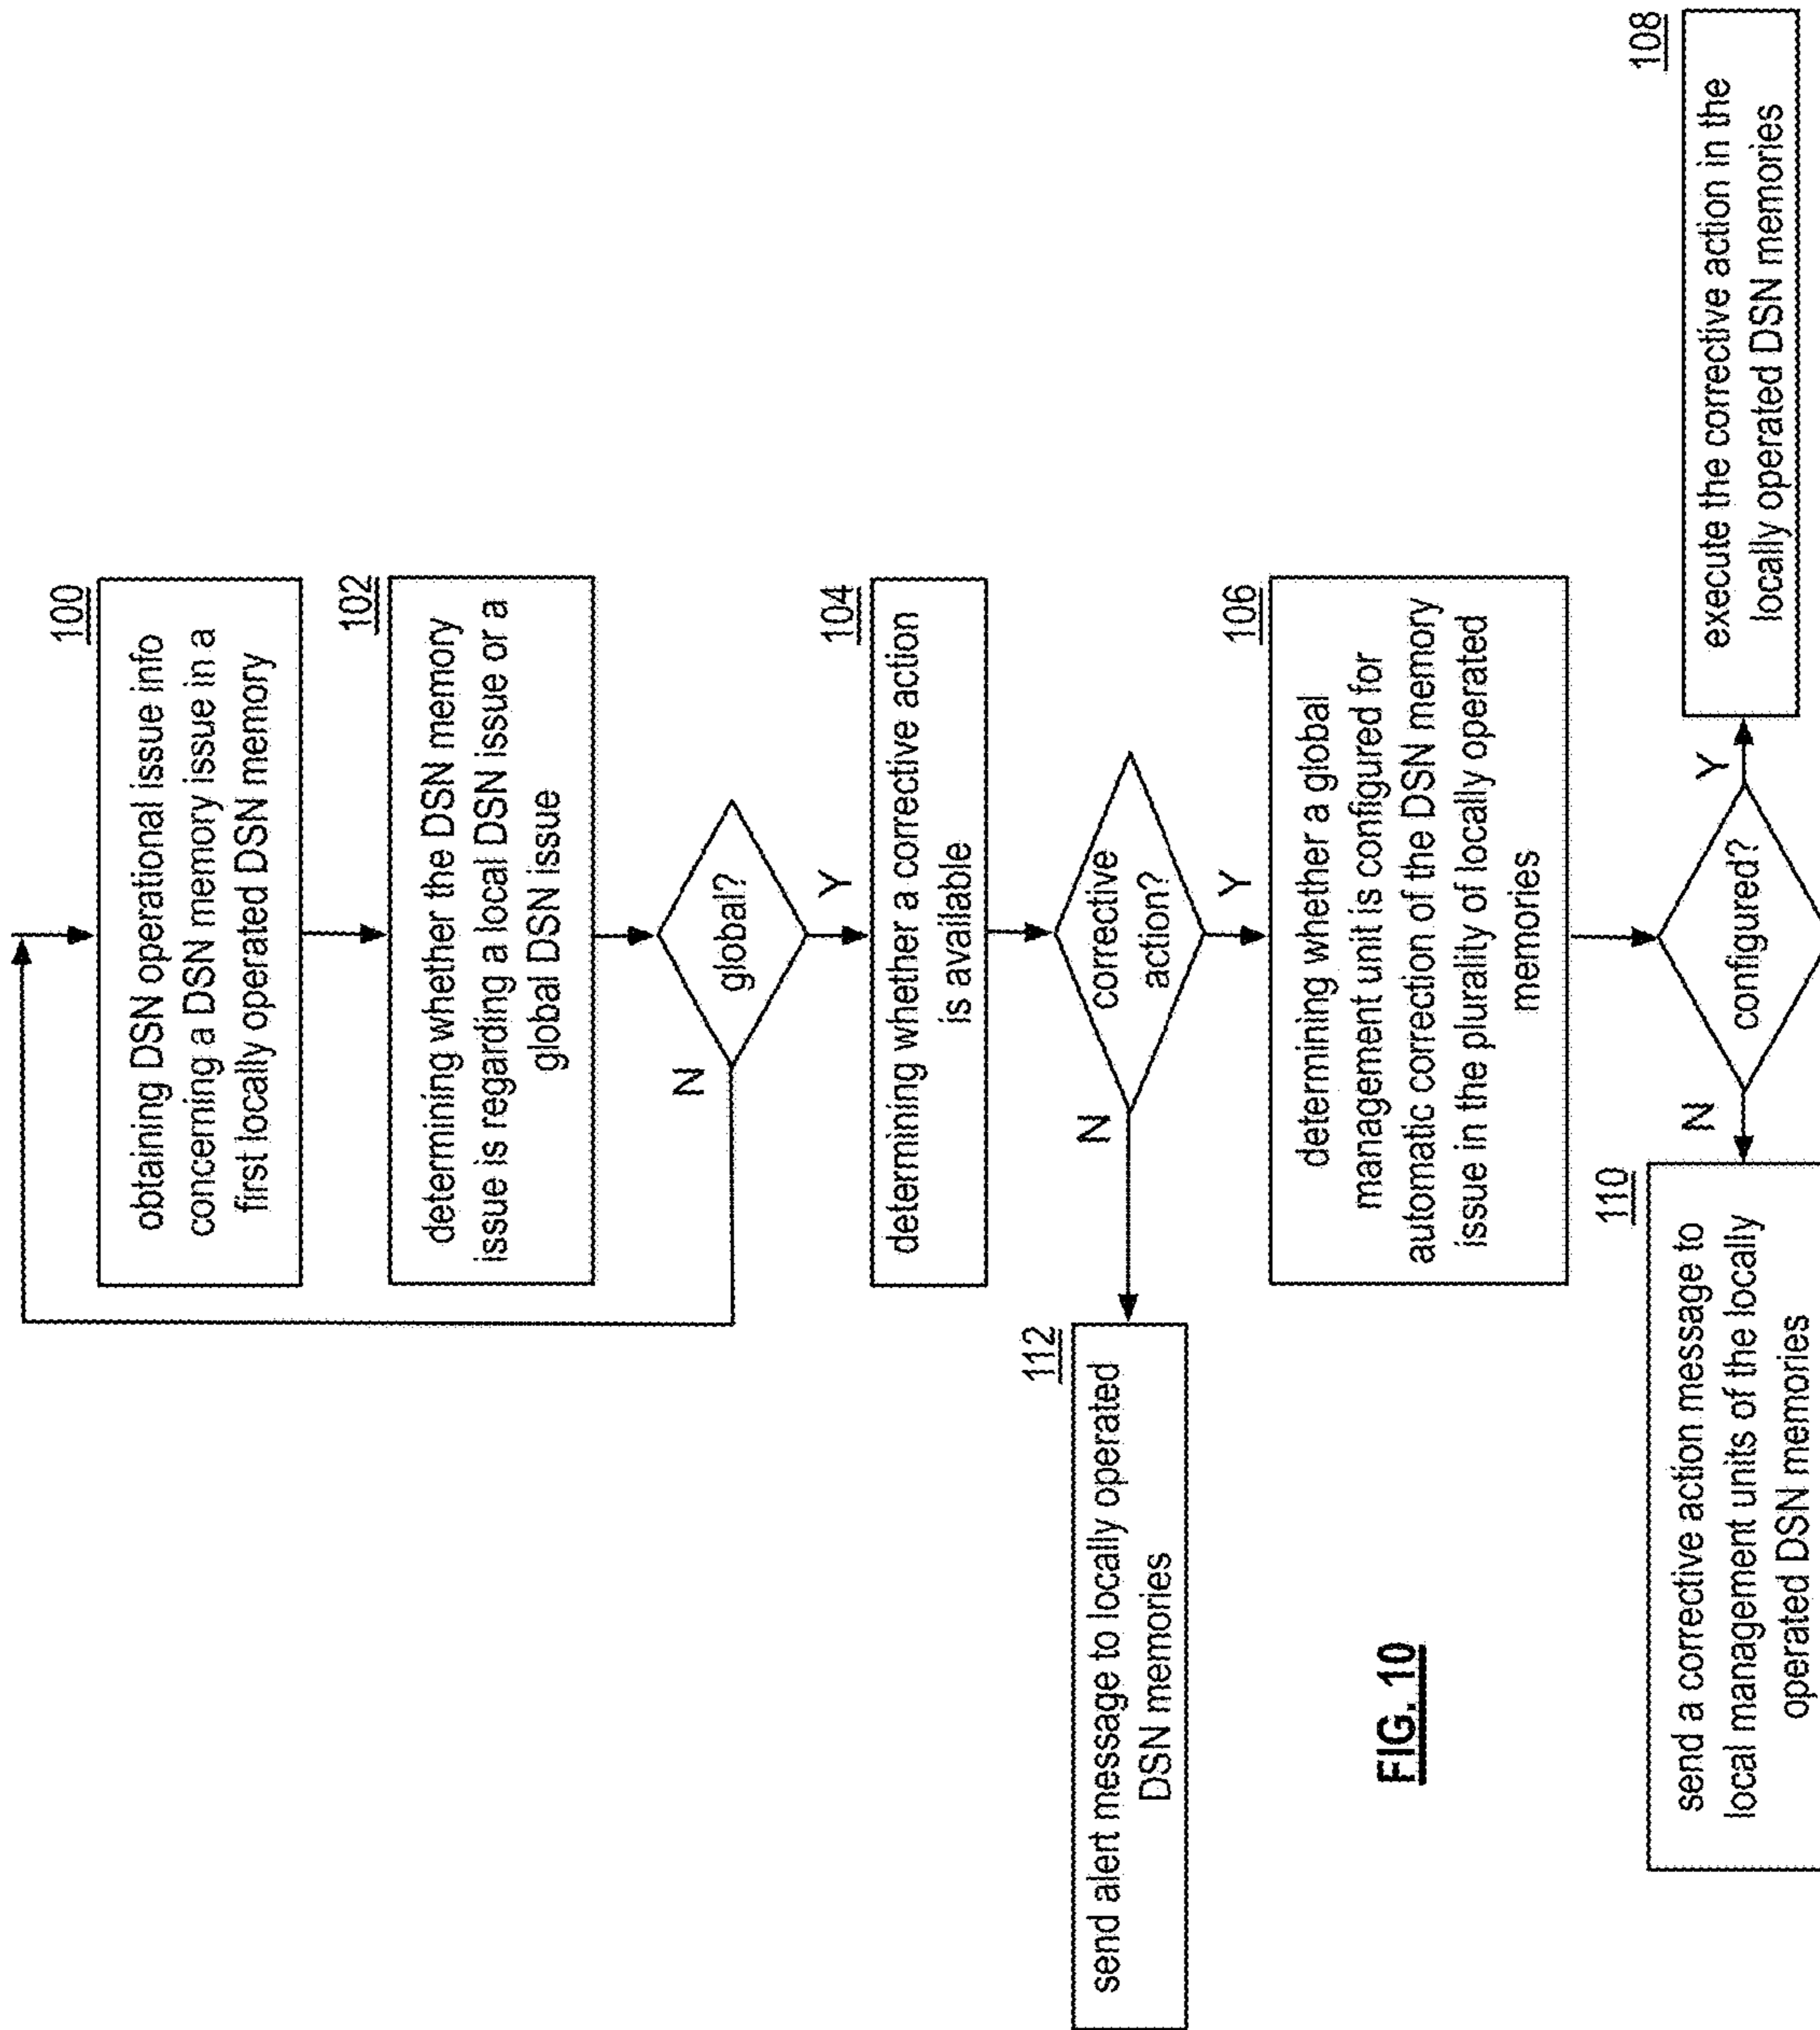 100
obtaining DSN operational issue info
concerning a DSN memory issue in a
first locally operated DSN memory
102
determining whether the DSN memory
issue is regarding a local DSN issue or a
global DSN issue
global?
N
Y
104
determining whether a corrective action
is available
corrective
action?
N
Y
112
send alert message to locally operated
DSN memories
106
determining whether a global
management unit is configured for
automatic correction of the DSN memory
issue in the plurality of locally operated
memories
configured?
N
Y
110
send a corrective action message to
local management units of the locally
operated DSN memories
108
execute the corrective action in the
locally operated DSN memories
FIG. 10